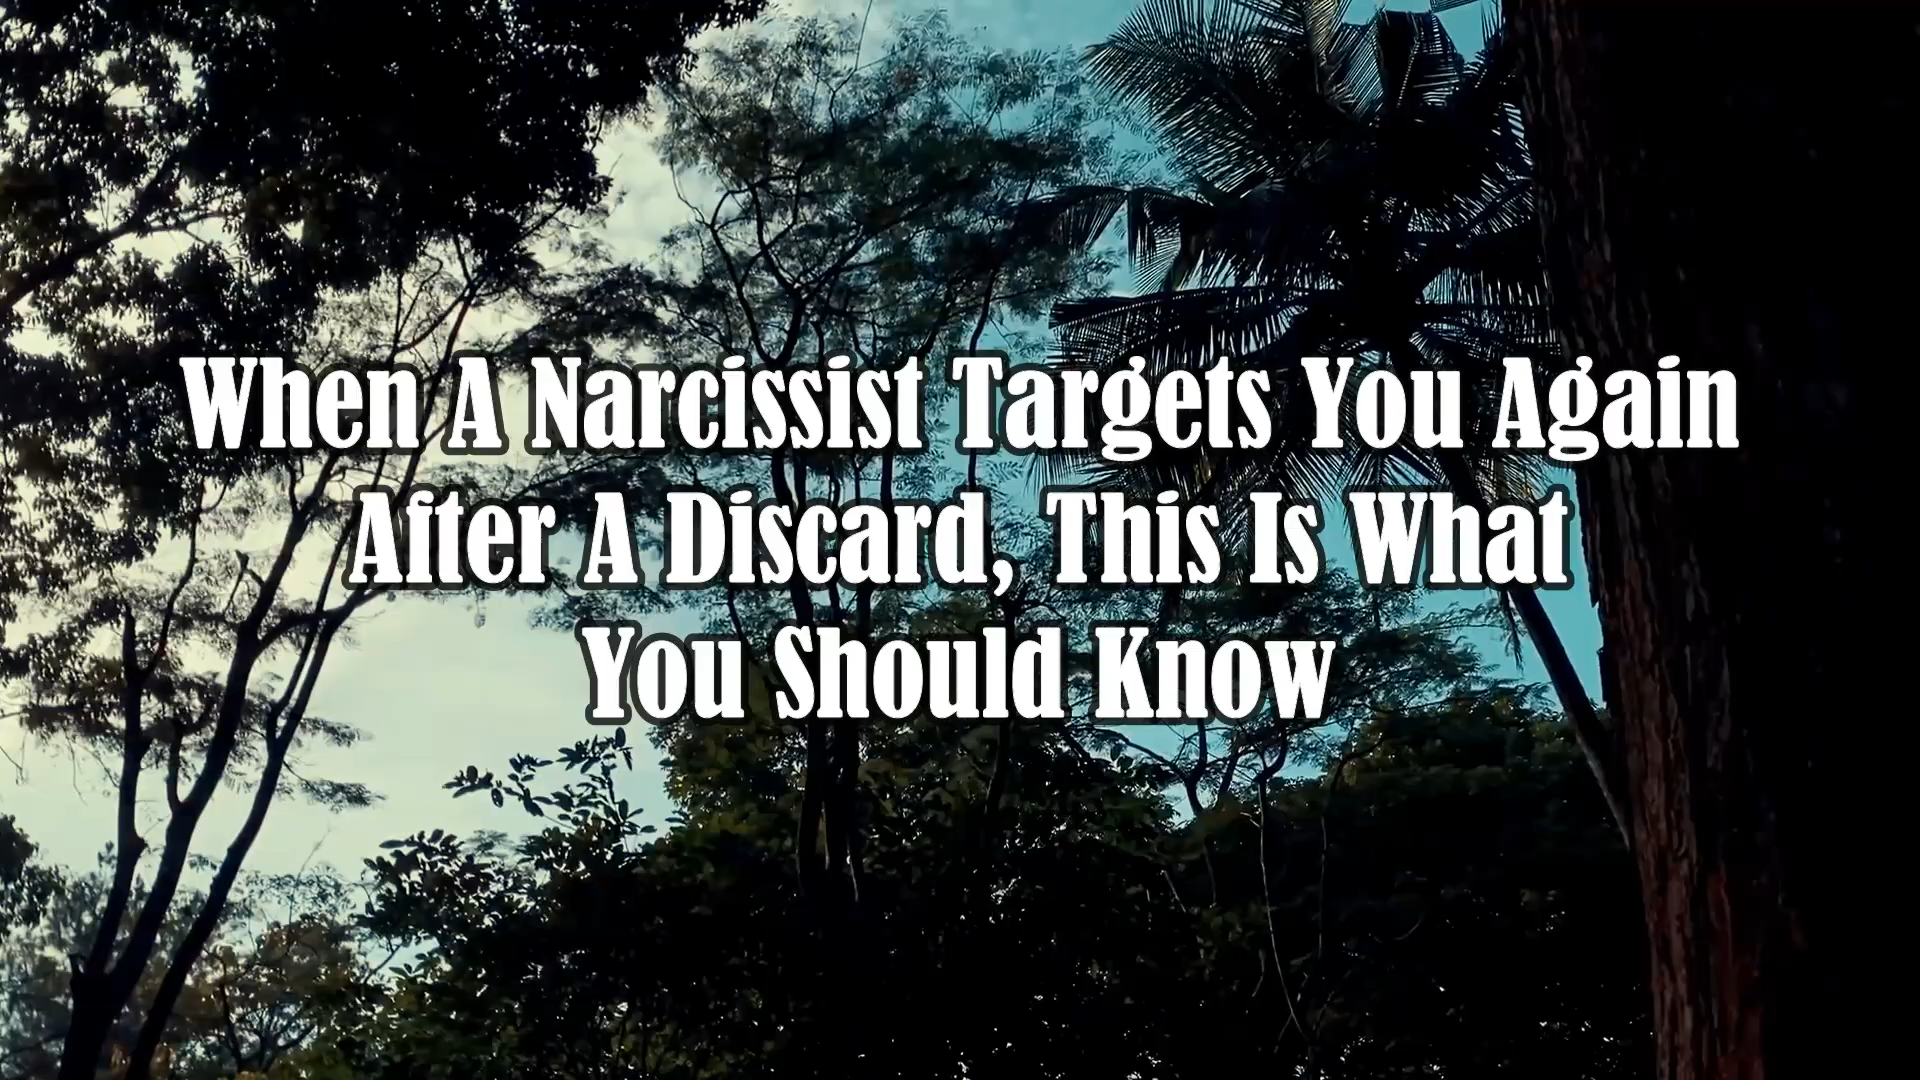 When A Narcissist Targets You Again
After A Discard, This Is What
You Should Know